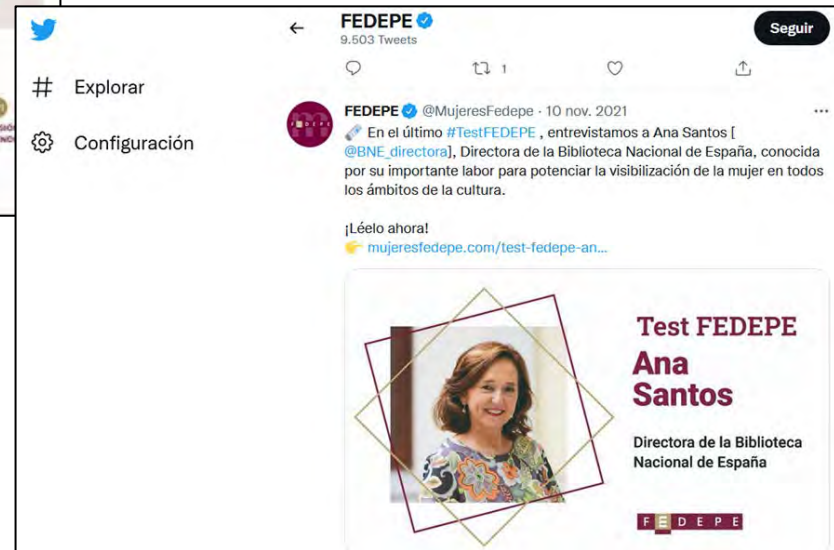 FEDEPE
9.503 Tweets
Seguir
Explorar
Configuración
1
FEDEPE @MujeresFedepe · 10 nov. 2021
En el último #TestFEDEPE , entrevistamos a Ana Santos [
@BNE_directora], Directora de la Biblioteca Nacional de España, conocida
por su importante labor para potenciar la visibilización de la mujer en todos
los ámbitos de la cultura.
¡Léelo ahora!
mujeresfedepe.com/test-fedepe-an...
Test FEDEPE
Ana
Santos
Directora de la Biblioteca
Nacional de España
FEDEPE